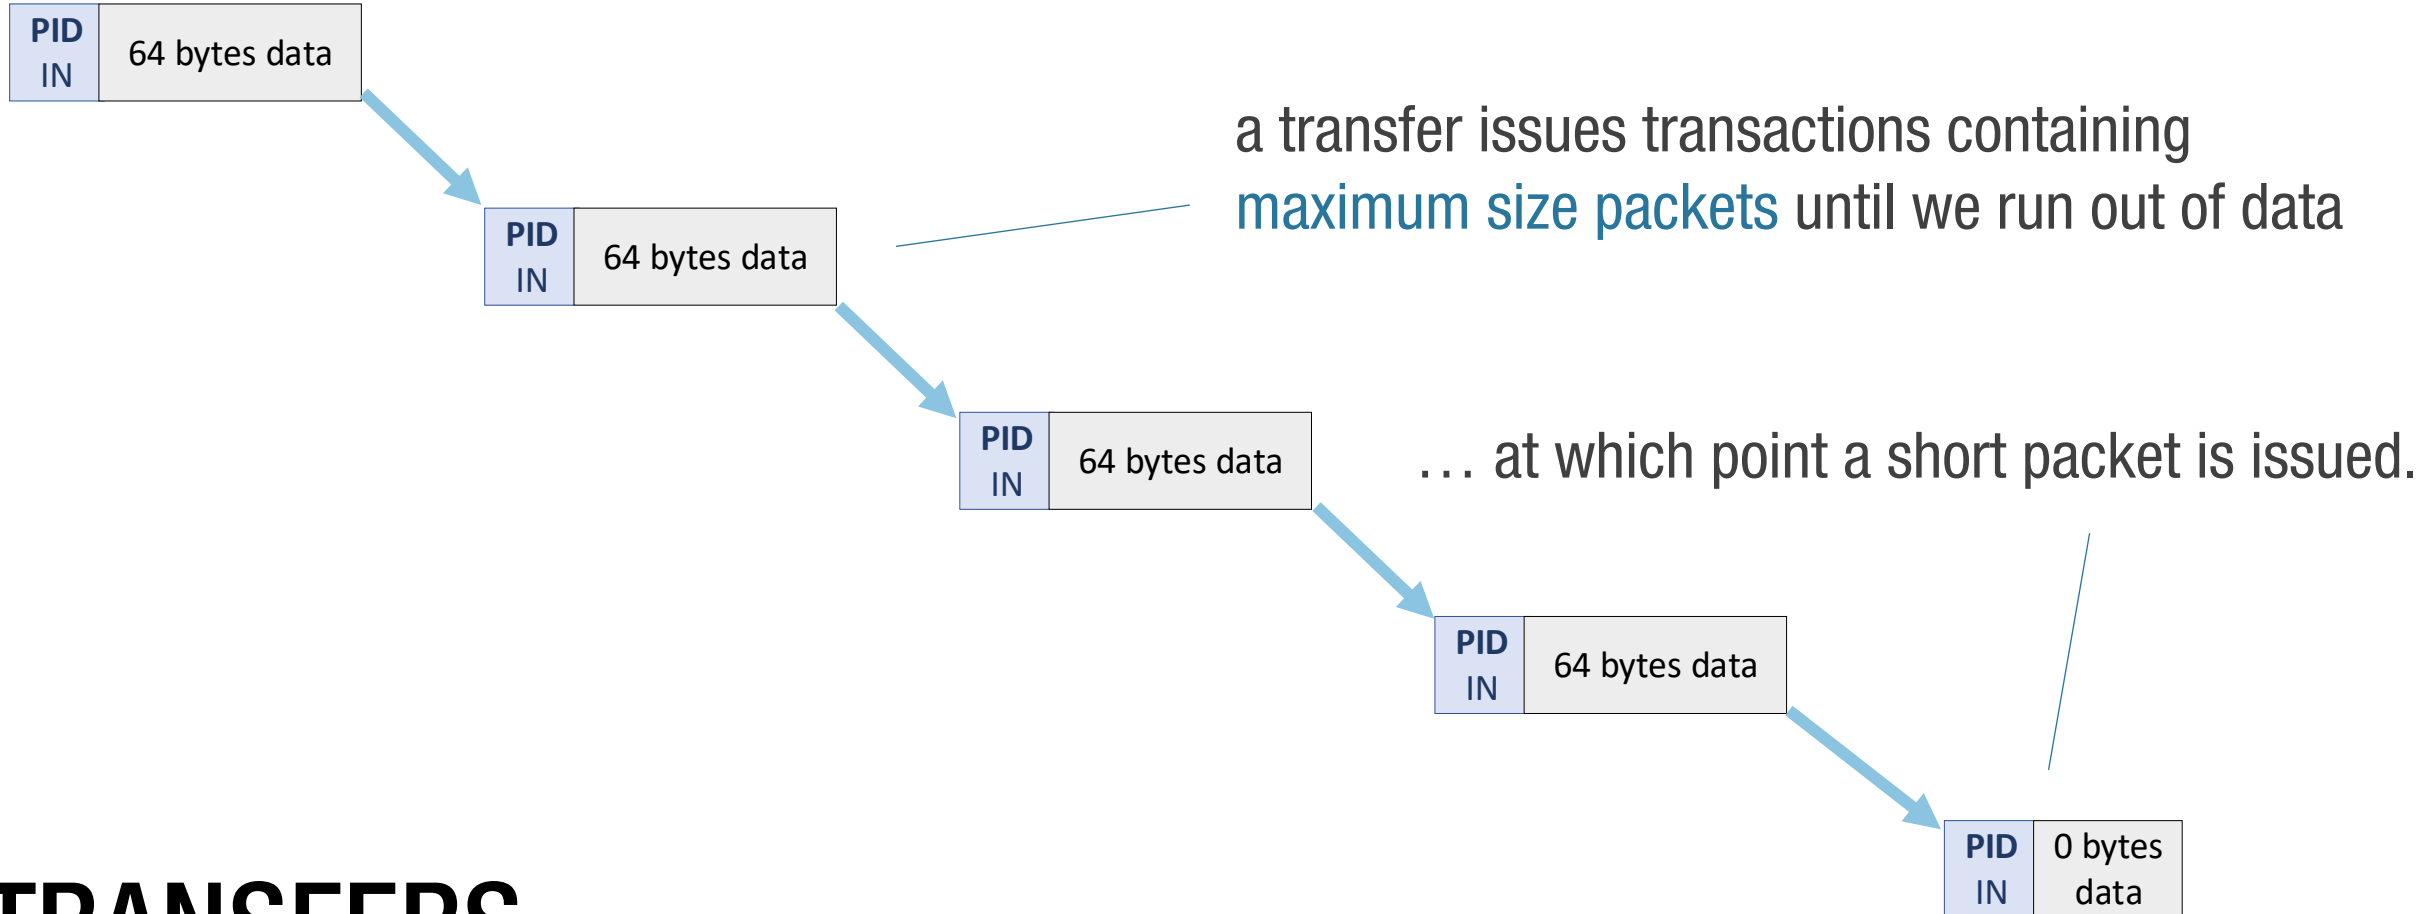 PID
IN
64 bytes data
a transfer issues transactions containing
maximum size packets until we run out of data
PID
IN
64 bytes data
PID
IN
64 bytes data
… at which point a short packet is issued.
PID
IN
64 bytes data
PID
IN
0 bytes
data
TRANSFERS